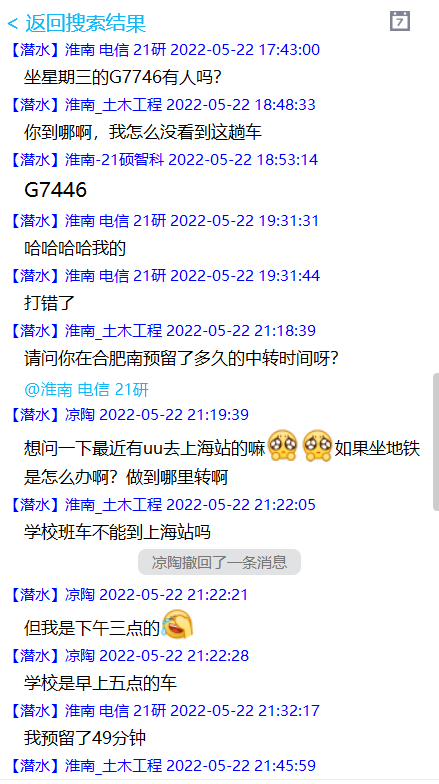 < 返回搜索结果
7
【潜水】淮南 电信 21研 2022-05-22 17:43:00
坐星期三的G7746有人吗？
【潜水】淮南_土木工程 2022-05-22 18:48:33
你到哪啊，我怎么没看到这趟车
【潜水】淮南-21硕智科 2022-05-22 18:53:14
G7446
【潜水】淮南 电信 21研 2022-05-22 19:31:31
哈哈哈哈我的
【潜水】淮南 电信 21研 2022-05-22 19:31:44
打错了
【潜水】淮南_土木工程 2022-05-22 21:18:39
请问你在合肥南预留了多久的中转时间呀？
@淮南 电信 21研
【潜水】凉陶 2022-05-22 21:19:39
想问一下最近有uu去上海站的嘛🥺🥺如果坐地铁
是怎么办啊？做到哪里转啊
【潜水】淮南_土木工程 2022-05-22 21:22:05
学校班车不能到上海站吗
凉陶撤回了一条消息
【潜水】凉陶 2022-05-22 21:22:21
但我是下午三点的
【潜水】凉陶 2022-05-22 21:22:28
学校是早上五点的车
【潜水】淮南 电信 21研 2022-05-22 21:32:17
我预留了49分钟
【潜水】淮南_土木工程 2022-05-22 21:45:59